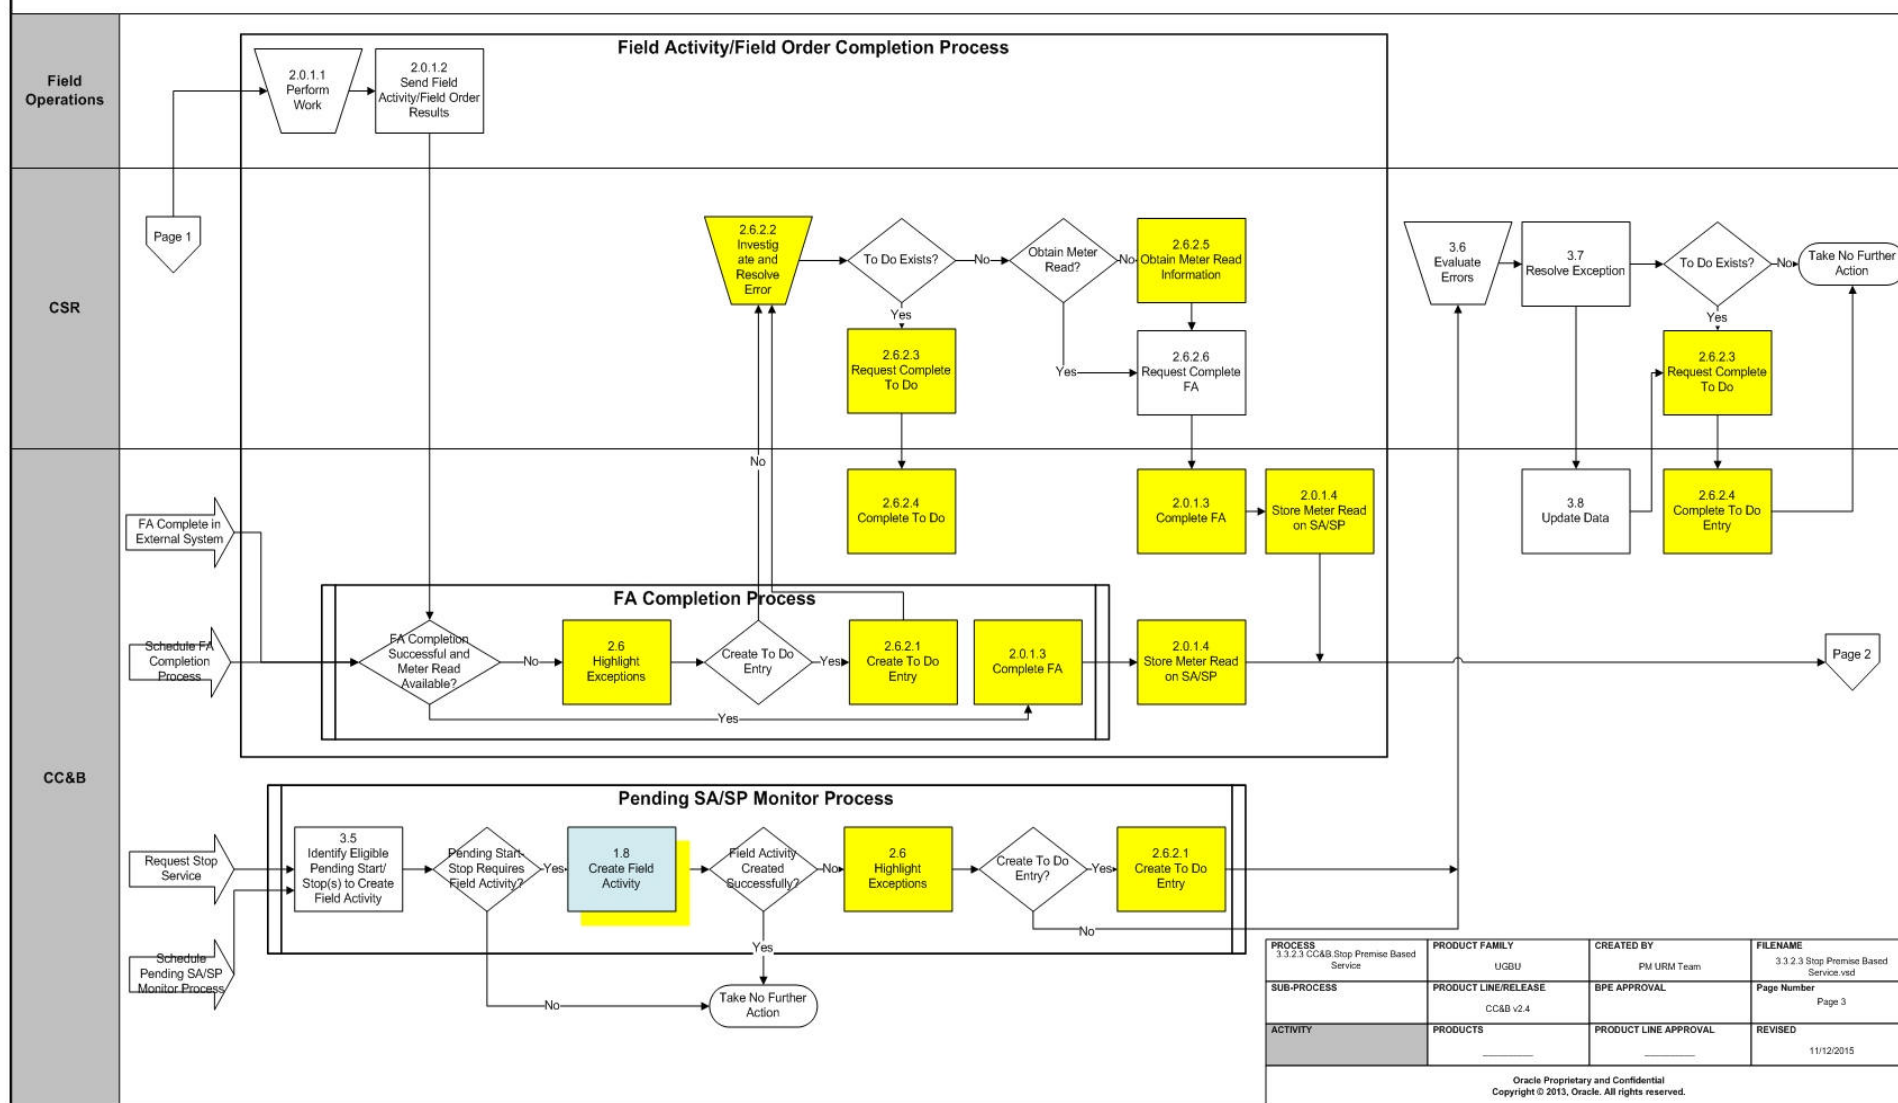 Field Activity/Field Order Completion Process
Field
Operations
2.0.1.1
Perform
Work
2.0.1.2
Send Field
Activity/Field Order
Results
CSR
Page 1
2.6.2.2
Investig
ate and
Resolve
Error
To Do Exists?
No
Obtain Meter
Read?
No
2.6.2.5
Obtain Meter Read
Information
3.6
Evaluate
Errors
3.7
Resolve Exception
To Do Exists?
No
Take No Further
Action
Yes
Yes
2.6.2.3
Request Complete
To Do
Yes
2.6.2.6
Request Complete
FA
2.6.2.3
Request Complete
To Do
No
CC&B
FA Complete in
External System
2.6.2.4
Complete To Do
2.0.1.3
Complete FA
2.0.1.4
Store Meter Read
on SA/SP
3.8
Update Data
2.6.2.4
Complete To Do
Entry
FA Completion Process
Schedule FA
Completion
Process
FA Completion
Successful and
Meter Read
Available?
No
2.6
Highlight
Exceptions
Create To Do
Entry
Yes
2.6.2.1
Create To Do
Entry
2.0.1.3
Complete FA
2.0.1.4
Store Meter Read
on SA/SP
Page 2
Yes
Pending SA/SP Monitor Process
Request Stop
Service
3.5
Identify Eligible
Pending Start/
Stop(s) to Create
Field Activity
Pending Start-
Stop Requires
Field Activity?
Yes
1.8
Create Field
Activity
Field Activity
Created
Successfully?
No
2.6
Highlight
Exceptions
Create To Do
Entry?
Yes
2.6.2.1
Create To Do
Entry
No
Yes
Schedule
Pending SA/SP
Monitor Process
No
Take No Further
Action
PROCESS
3.3.2.3 CC&B.Stop Premise Based
Service
PRODUCT FAMILY
UGBU
CREATED BY
PM URM Team
FILENAME
3.3.2.3 Stop Premise Based
Service.vsd
SUB-PROCESS
PRODUCT LINE/RELEASE
CC&B v2.4
BPE APPROVAL
Page Number
Page 3
ACTIVITY
PRODUCTS
PRODUCT LINE APPROVAL
REVISED
11/12/2015
Oracle Proprietary and Confidential
Copyright © 2013, Oracle. All rights reserved.